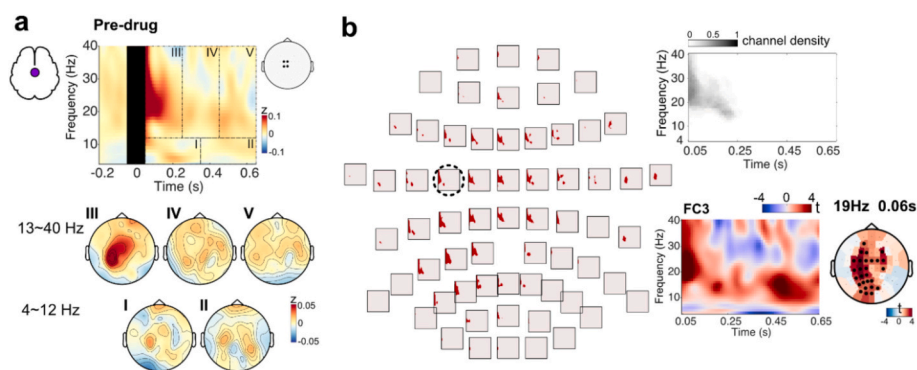 a
Pre-drug
Frequency (Hz)
40
30
20
10
III
IV
V
I
II
z
0.1
0
-0.1
-0.2
0
0.2
0.4
0.6
Time (s)
13~40 Hz
III
IV
V
4~12 Hz
I
II
z
0.05
-0.05
b
0
0.5
1
channel density
Frequency (Hz)
40
30
20
10
4
0.05
0.25
0.45
0.65
Time (s)
FC3
-4
0
4
t
19Hz 0.06s
Frequency (Hz)
40
30
20
10
0.05
0.25
0.45
0.65
Time (s)
t
-4
0
4